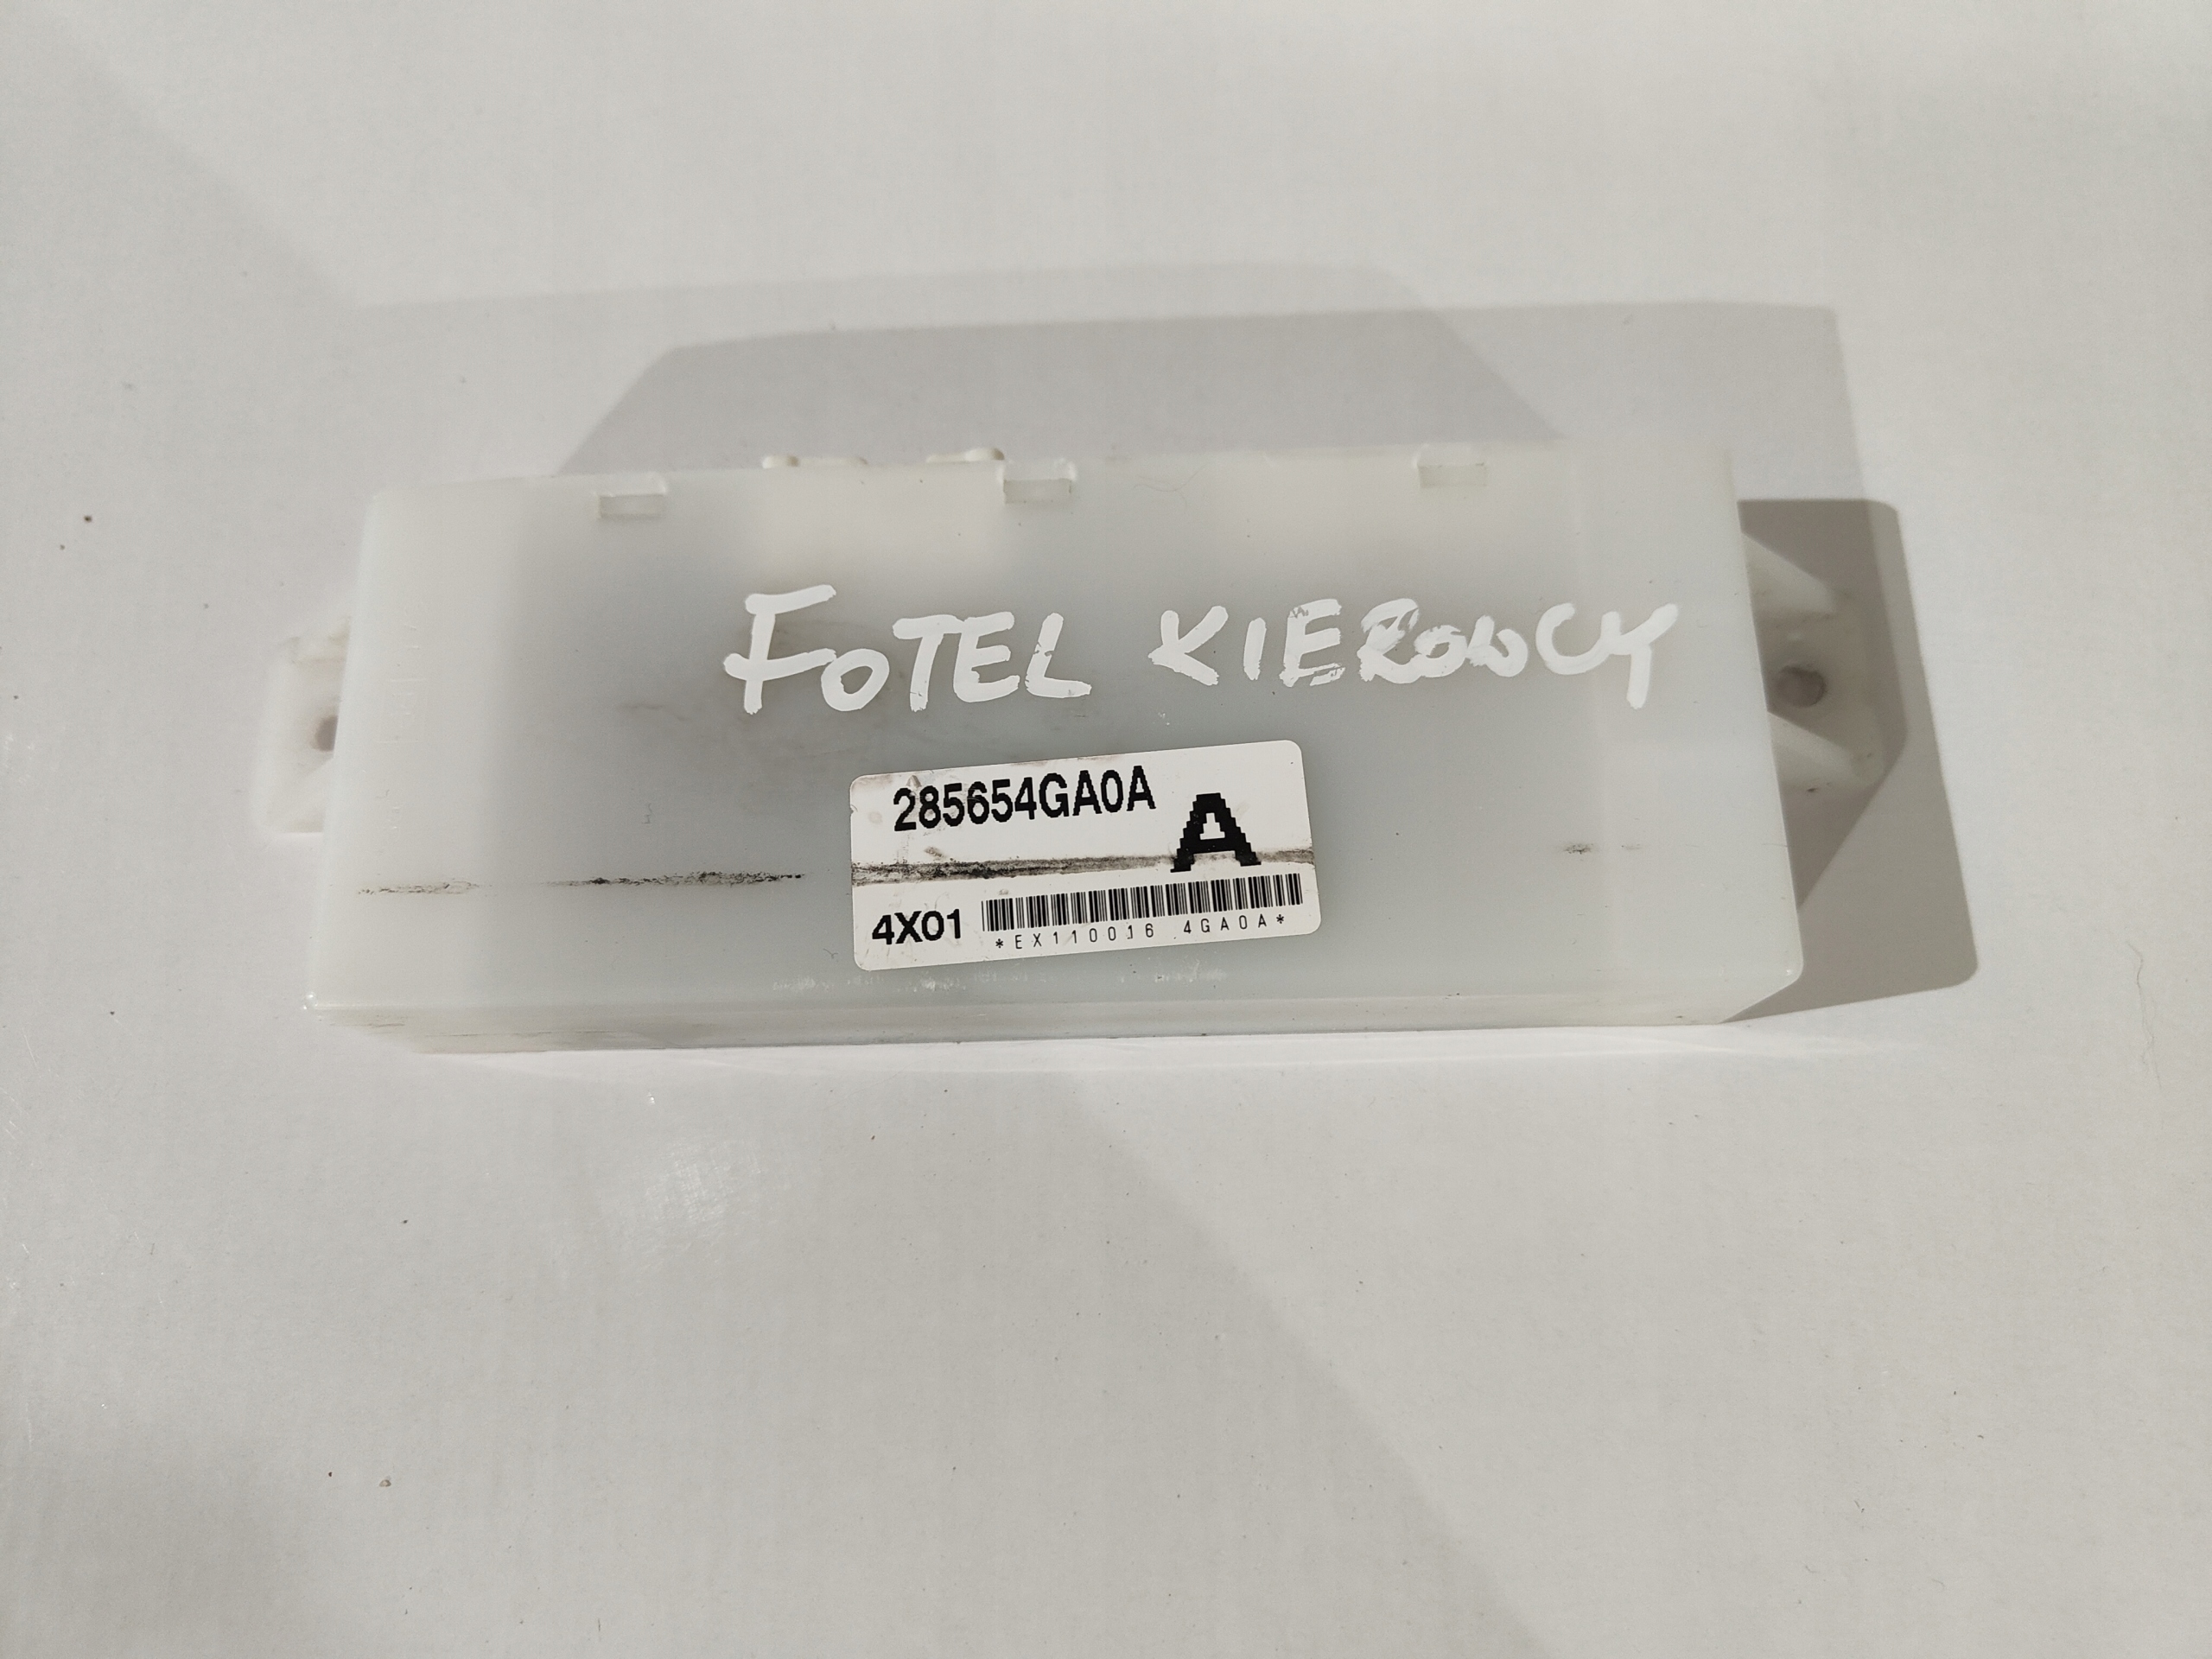 FOTEL KIEROWCY
285654GA0A
A
4X01
*EX110016 4GA0A*